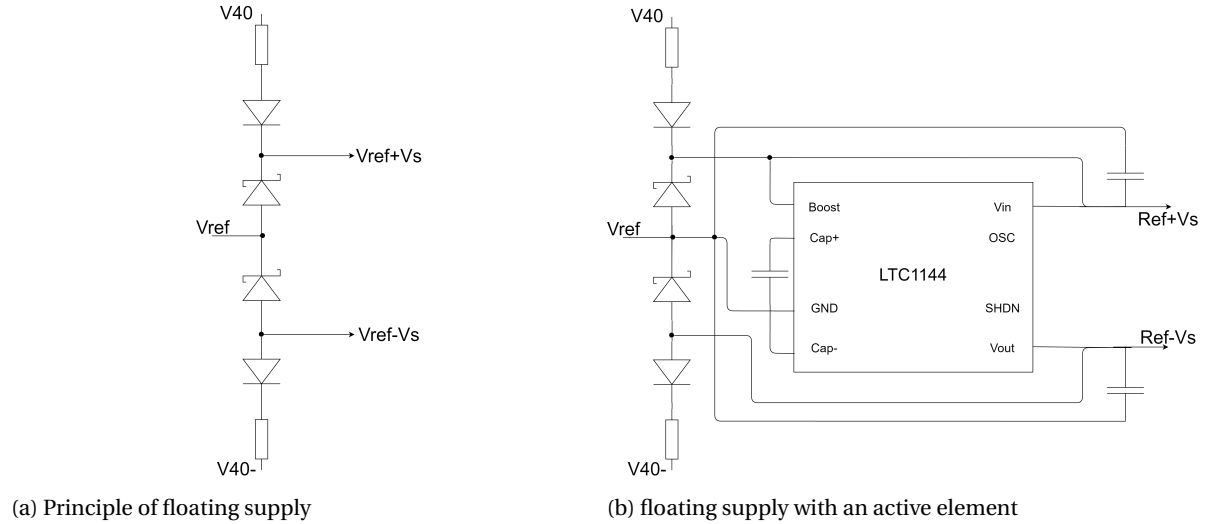 V40
Vref+Vs
Vref
Vref-Vs
V40-
(a) Principle of floating supply
V40
Boost
Vin
Ref+Vs
Vref
Cap+
OSC
LTC1144
GND
SHDN
Cap-
Vout
Ref-Vs
V40-
(b) floating supply with an active element